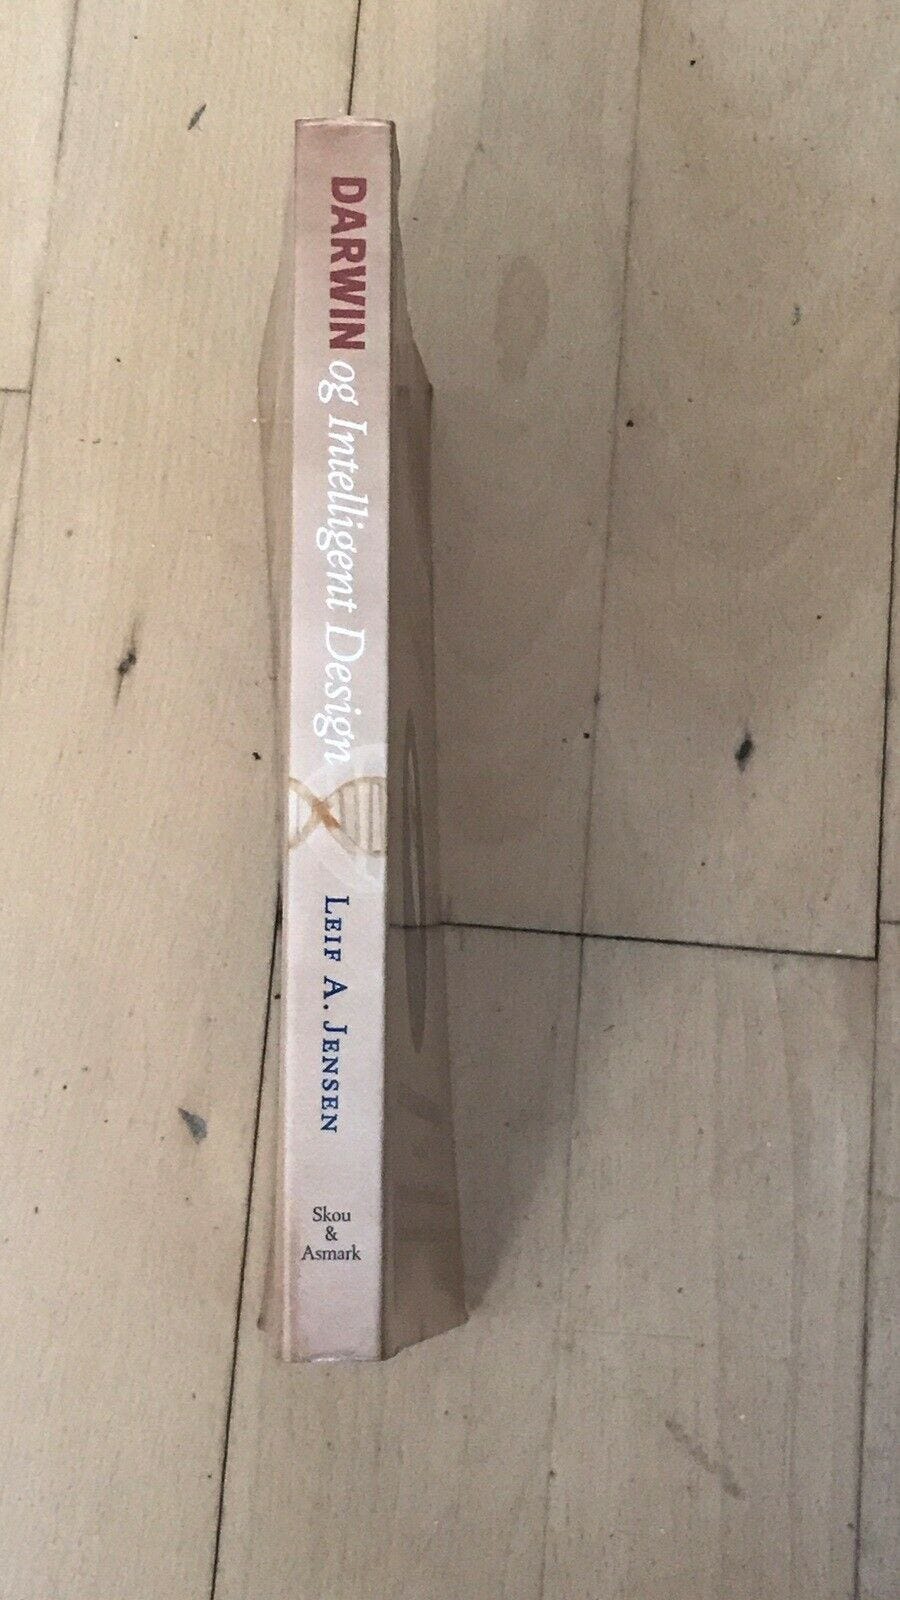 DARWIN og Intelligent Design
LEIF A. JENSEN
Skou
&
Asmark